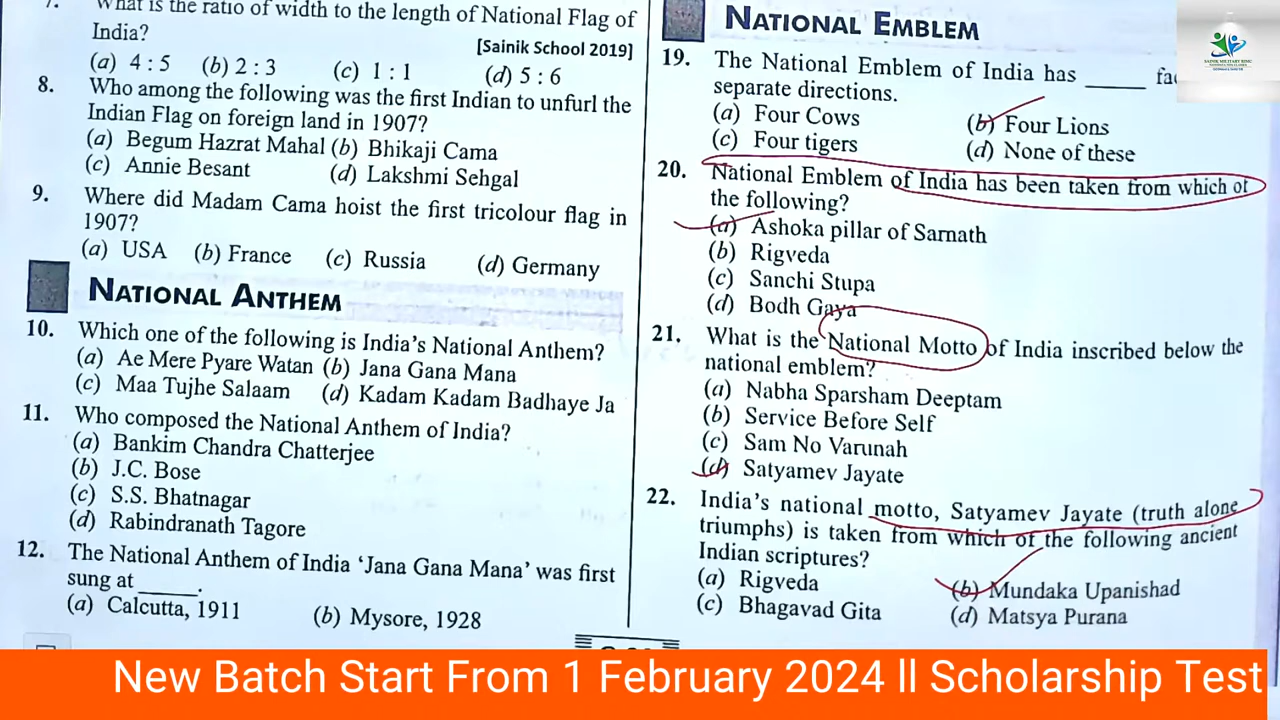 What is the ratio of width to the length of National Flag of
India?
[Sainik School 2019]
(a) 4 : 5 (b) 2 : 3 (c) 1 : 1 (d) 5 : 6
8. Who among the following was the first Indian to unfurl the
Indian Flag on foreign land in 1907?
(a) Begum Hazrat Mahal (b) Bhikaji Cama
(c) Annie Besant (d) Lakshmi Sehgal
9. Where did Madam Cama hoist the first tricolour flag in
1907?
(a) USA (b) France (c) Russia (d) Germany
NATIONAL ANTHEM
10. Which one of the following is India's National Anthem?
(a) Ae Mere Pyare Watan (b) Jana Gana Mana
(c) Maa Tujhe Salaam (d) Kadam Kadam Badhaye Ja
11. Who composed the National Anthem of India?
(a) Bankim Chandra Chatterjee
(b) J.C. Bose
(c) S.S. Bhatnagar
(d) Rabindranath Tagore
12. The National Anthem of India 'Jana Gana Mana' was first
sung at _____.
(a) Calcutta, 1911 (b) Mysore, 1928
NATIONAL EMBLEM
19. The National Emblem of India has _____ fa
separate directions.
(a) Four Cows (b) Four Lions
(c) Four tigers (d) None of these
20. National Emblem of India has been taken from which of
the following?
(a) Ashoka pillar of Sarnath
(b) Rigveda
(c) Sanchi Stupa
(d) Bodh Gaya
21. What is the National Motto of India inscribed below the
national emblem?
(a) Nabha Sparsham Deeptam
(b) Service Before Self
(c) Sam No Varunah
(d) Satyamev Jayate
22. India's national motto, Satyamev Jayate (truth alone
triumphs) is taken from which of the following ancient
Indian scriptures?
(a) Rigveda (b) Mundaka Upanishad
(c) Bhagavad Gita (d) Matsya Purana
New Batch Start From 1 February 2024 ll Scholarship Test